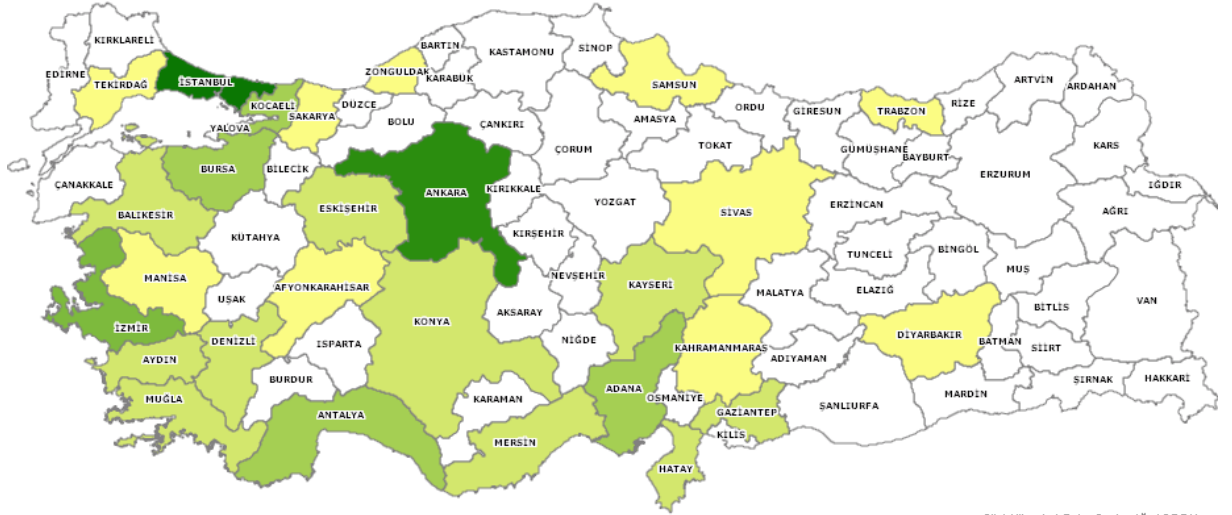 KIRKLARELİ
EDİRNE
TEKİRDAĞ
İSTANBUL
KOCAELİ
YALOVA
SAKARYA
DÜZCE
ZONGULDAK
BARTIN
KARABÜK
KASTAMONU
SİNOP
SAMSUN
BOLU
ÇANKIRI
ÇORUM
AMASYA
ORDU
TOKAT
GİRESUN
TRABZON
GÜMÜŞHANE
BAYBURT
RİZE
ARTVİN
ARDAHAN
KARS
IĞDIR
AĞRI
ERZURUM
ERZİNCAN
ÇANAKKALE
BURSA
BİLECİK
BALIKESİR
ESKİŞEHİR
ANKARA
KIRIKKALE
YOZGAT
SİVAS
KÜTAHYA
KIRŞEHİR
NEVŞEHİR
KAYSERİ
MANİSA
UŞAK
AFYONKARAHİSAR
İZMİR
AYDIN
DENİZLİ
MUĞLA
BURDUR
ISPARTA
ANTALYA
KONYA
AKSARAY
NİĞDE
KARAMAN
MERSİN
ADANA
OSMANİYE
HATAY
KAHRAMANMARAŞ
GAZİANTEP
KİLİS
MALATYA
ADIYAMAN
ŞANLIURFA
TUNCELİ
BİNGÖL
ELAZIĞ
MUŞ
BİTLİS
VAN
DİYARBAKIR
BATMAN
SİİRT
MARDİN
ŞIRNAK
HAKKARİ